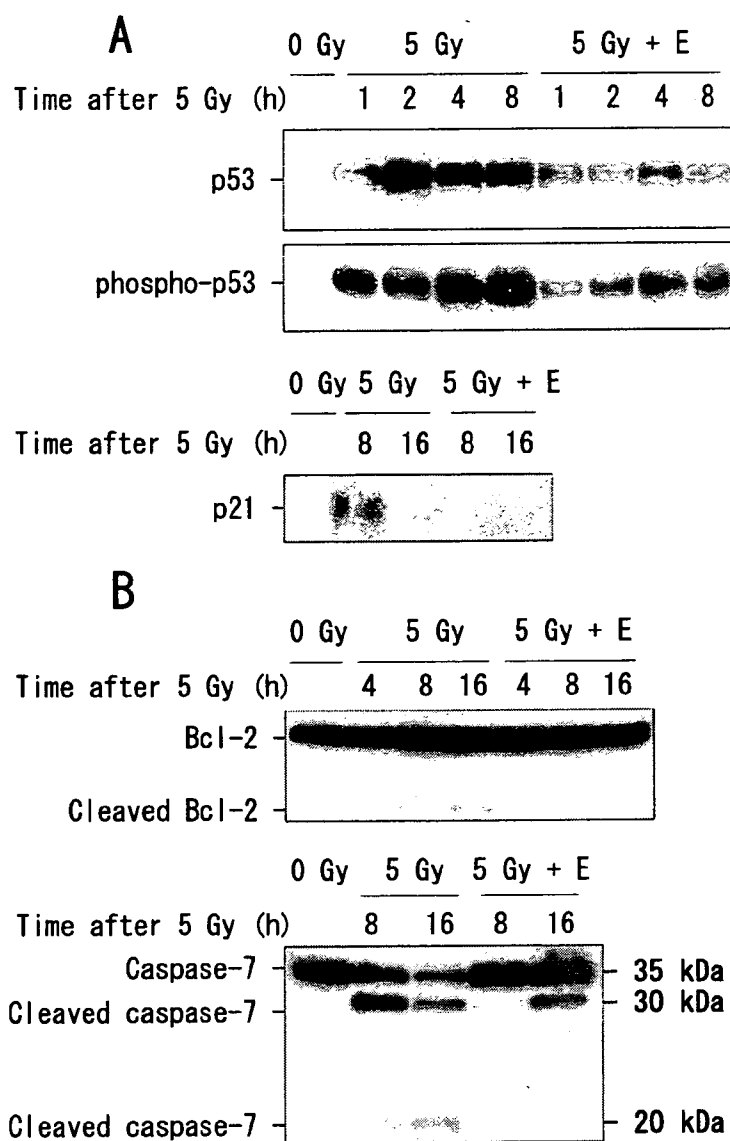 A
0 Gy 5 Gy 5 Gy + E
Time after 5 Gy (h) 1 2 4 8 1 2 4 8
p53
phospho-p53
0 Gy 5 Gy 5 Gy + E
Time after 5 Gy (h) 8 16 8 16
p21
B
0 Gy 5 Gy 5 Gy + E
Time after 5 Gy (h) 4 8 16 4 8 16
Bcl-2
Cleaved Bcl-2
0 Gy 5 Gy 5 Gy + E
Time after 5 Gy (h) 8 16 8 16
Caspase-7 35 kDa
Cleaved caspase-7 30 kDa
Cleaved caspase-7 20 kDa